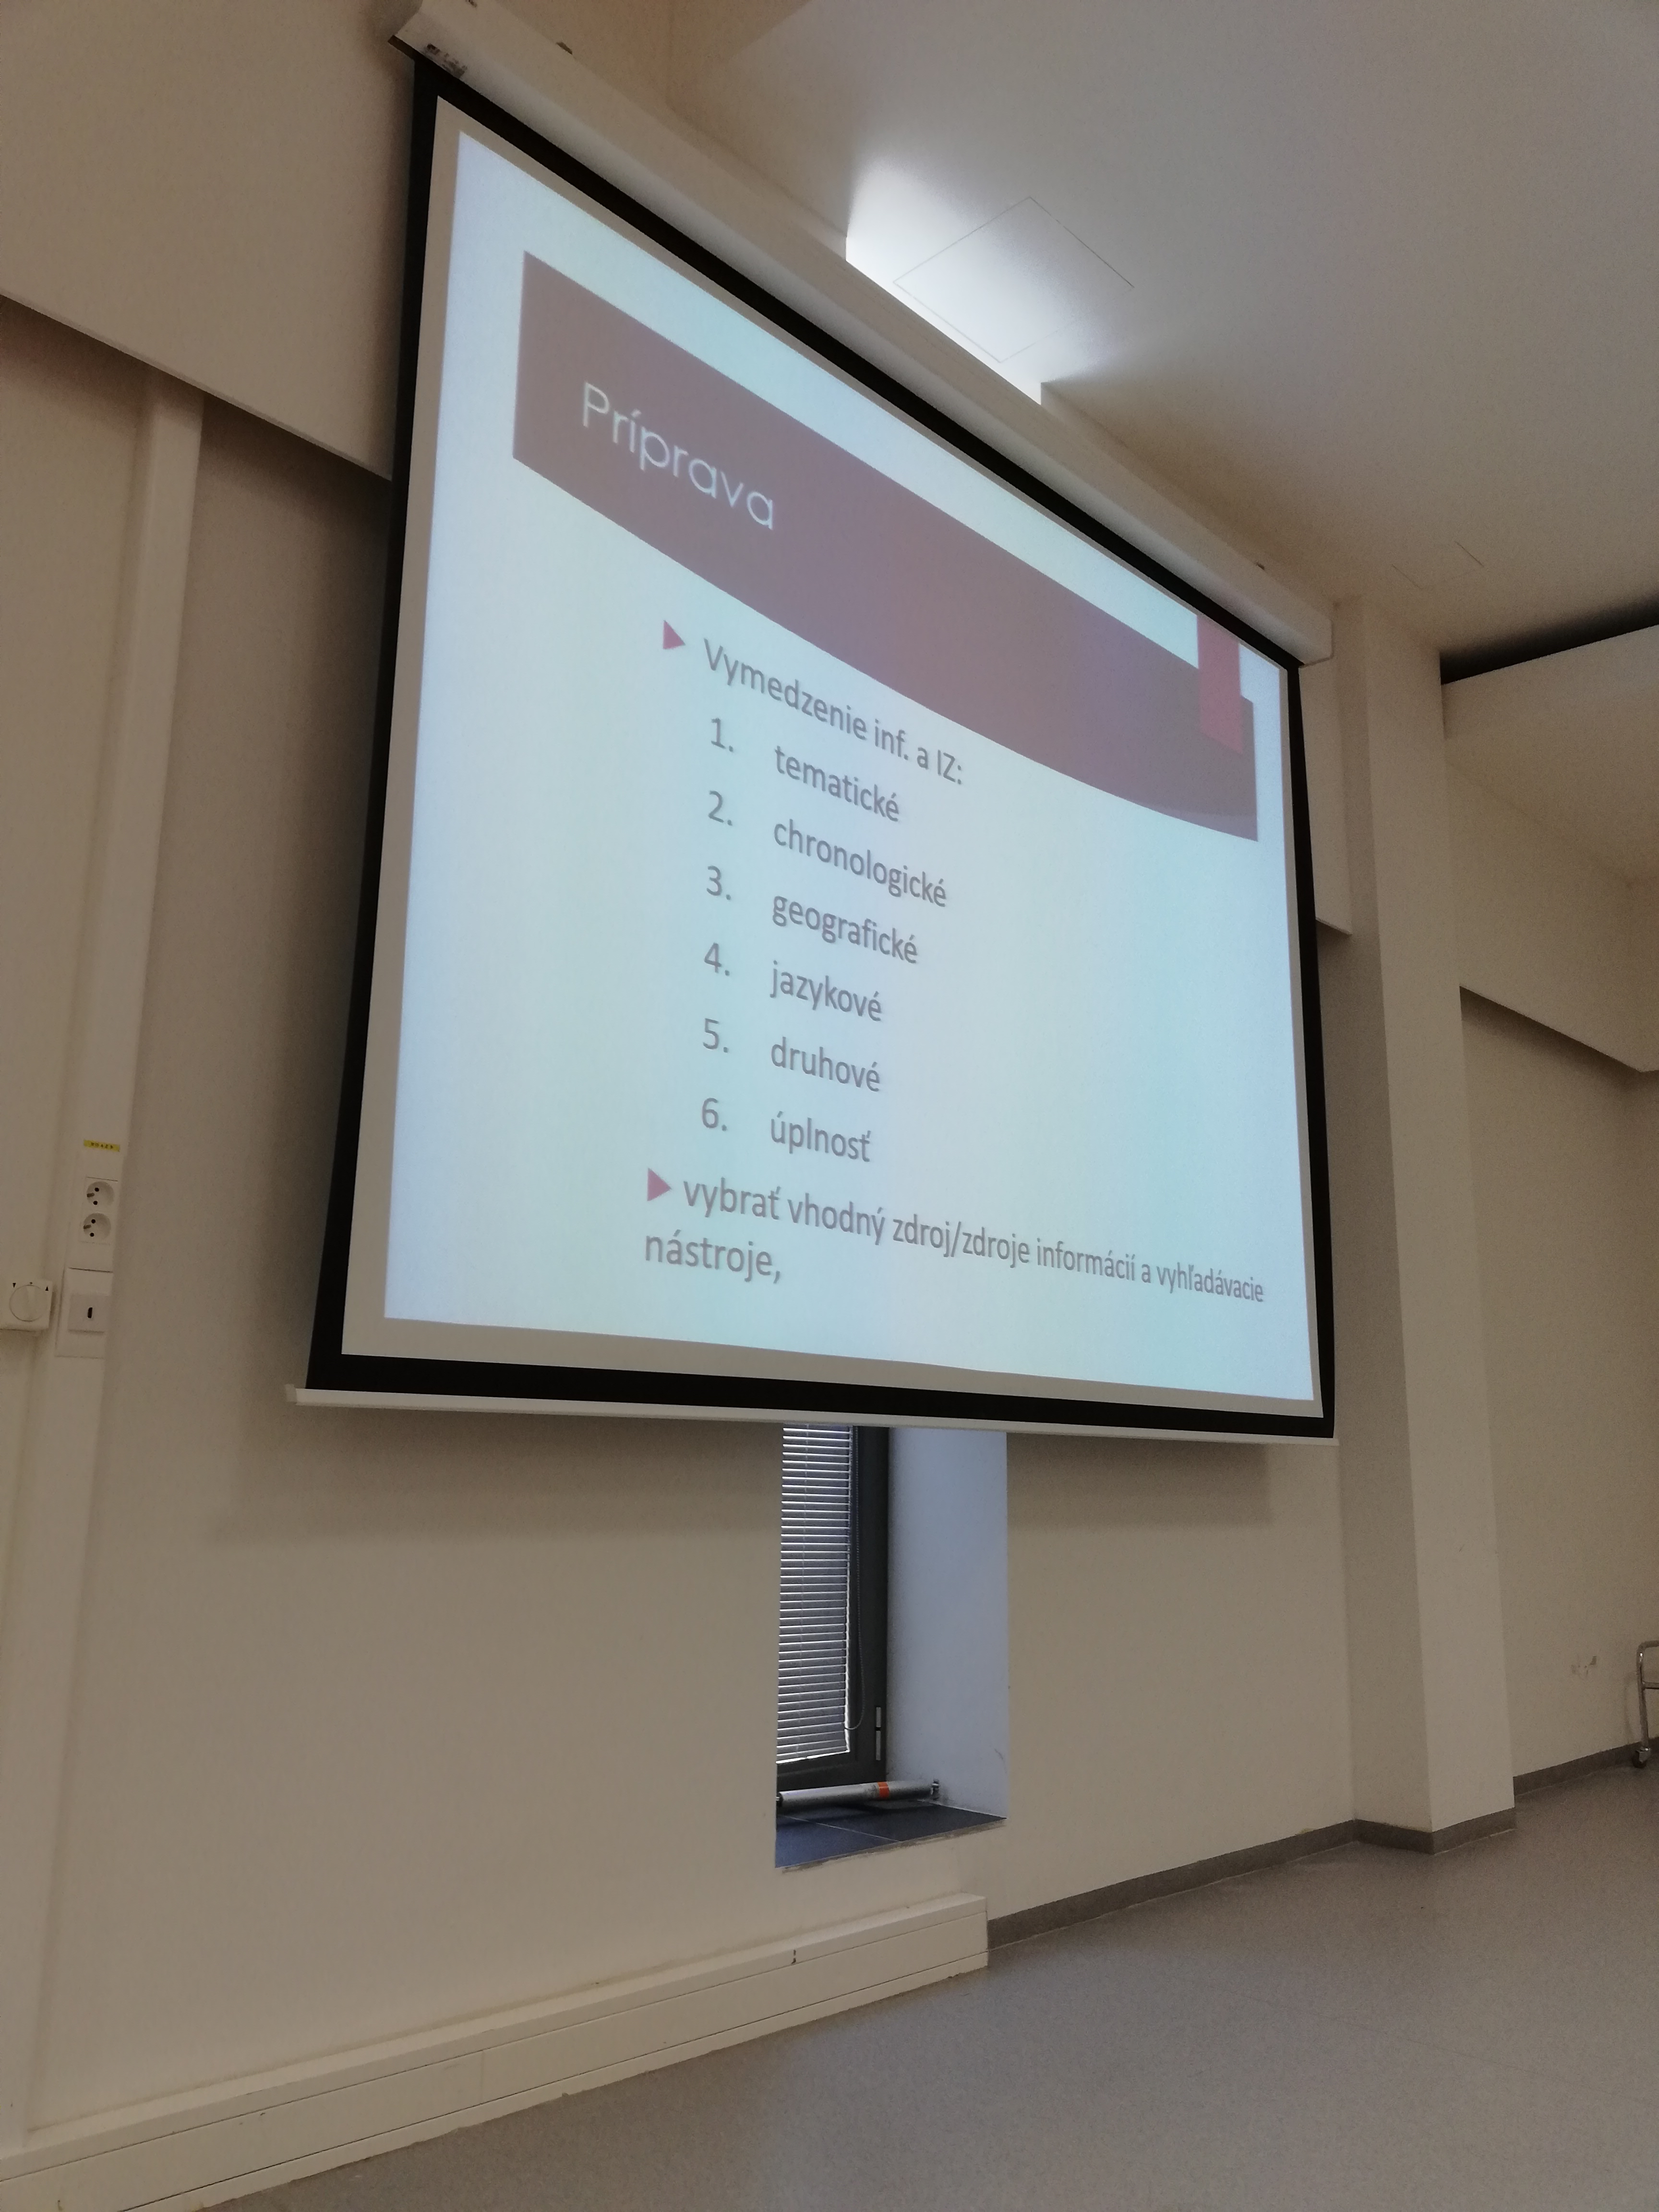 Príprava
Vymedzenie inf. a IZ:
1. tematické
2. chronologické
3. geografické
4. jazykové
5. druhové
6. úplnosť
vybrať vhodný zdroj/zdroje informácií a vyhľadávacie
nástroje,